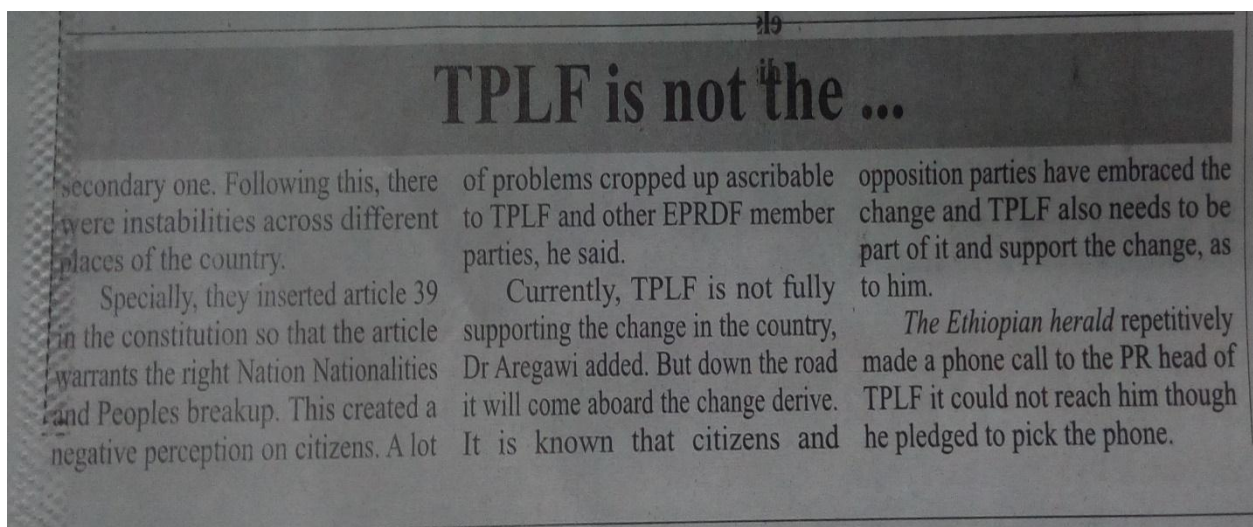 TPLF is not the ...
secondary one. Following this, there
were instabilities across different
places of the country.
Specially, they inserted article 39
in the constitution so that the article
warrants the right Nation Nationalities
and Peoples breakup. This created a
negative perception on citizens. A lot
of problems cropped up ascribable
to TPLF and other EPRDF member
parties, he said.
Currently, TPLF is not fully
supporting the change in the country,
Dr Aregawi added. But down the road
it will come aboard the change derive.
It is known that citizens and
opposition parties have embraced the
change and TPLF also needs to be
part of it and support the change, as
to him.
The Ethiopian herald repetitively
made a phone call to the PR head of
TPLF it could not reach him though
he pledged to pick the phone.